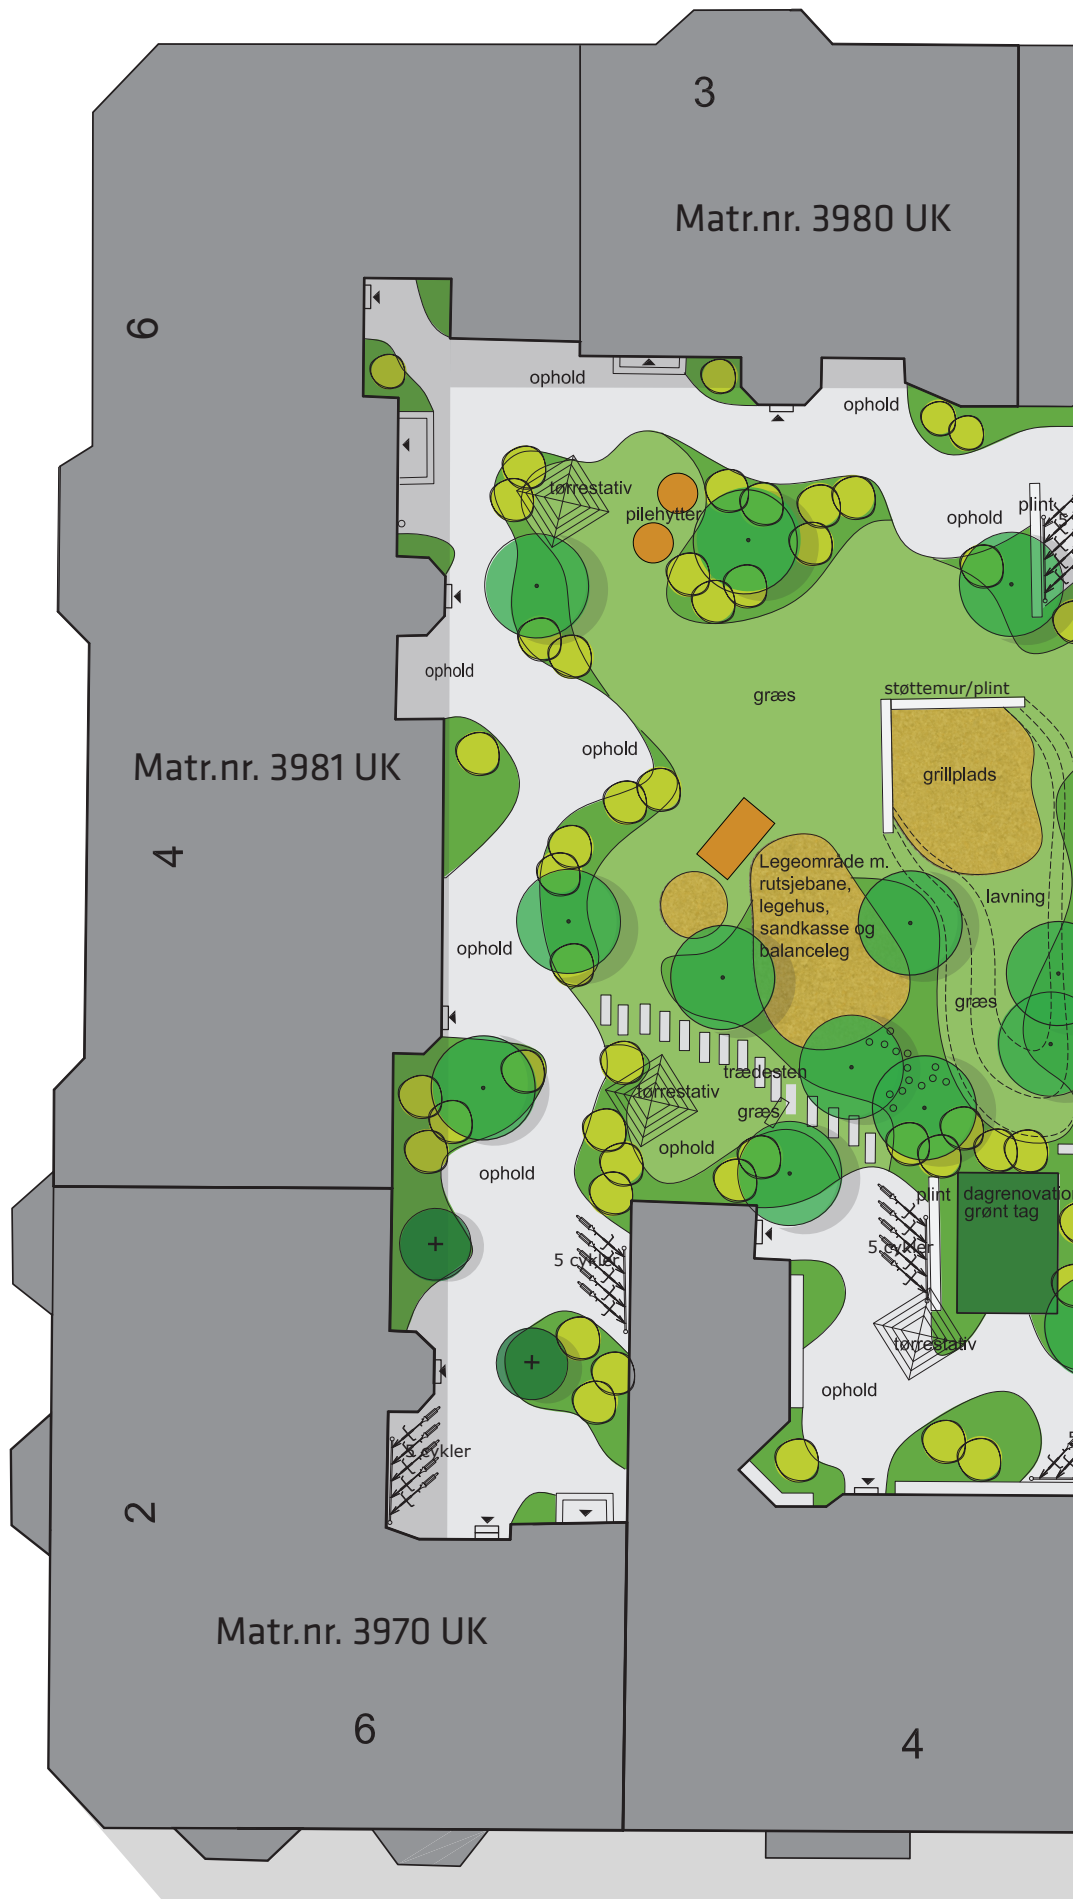 3
Matr.nr. 3980 UK
6
ophold
ophold
tørrestativ
pilehytter
plint
ophold
ophold
støttemur/plint
græs
ophold
Matr.nr. 3981 UK
grillplads
4
Legeområde m.
rutsjebane,
legehus,
sandkasse og
balanceleg
lavning
ophold
græs
trædesten
tørrestativ
græs
ophold
ophold
plint
dagrenovatio
grønt tag
5 cykler
5 cykler
tørrestativ
ophold
5 cykler
2
Matr.nr. 3970 UK
6
4